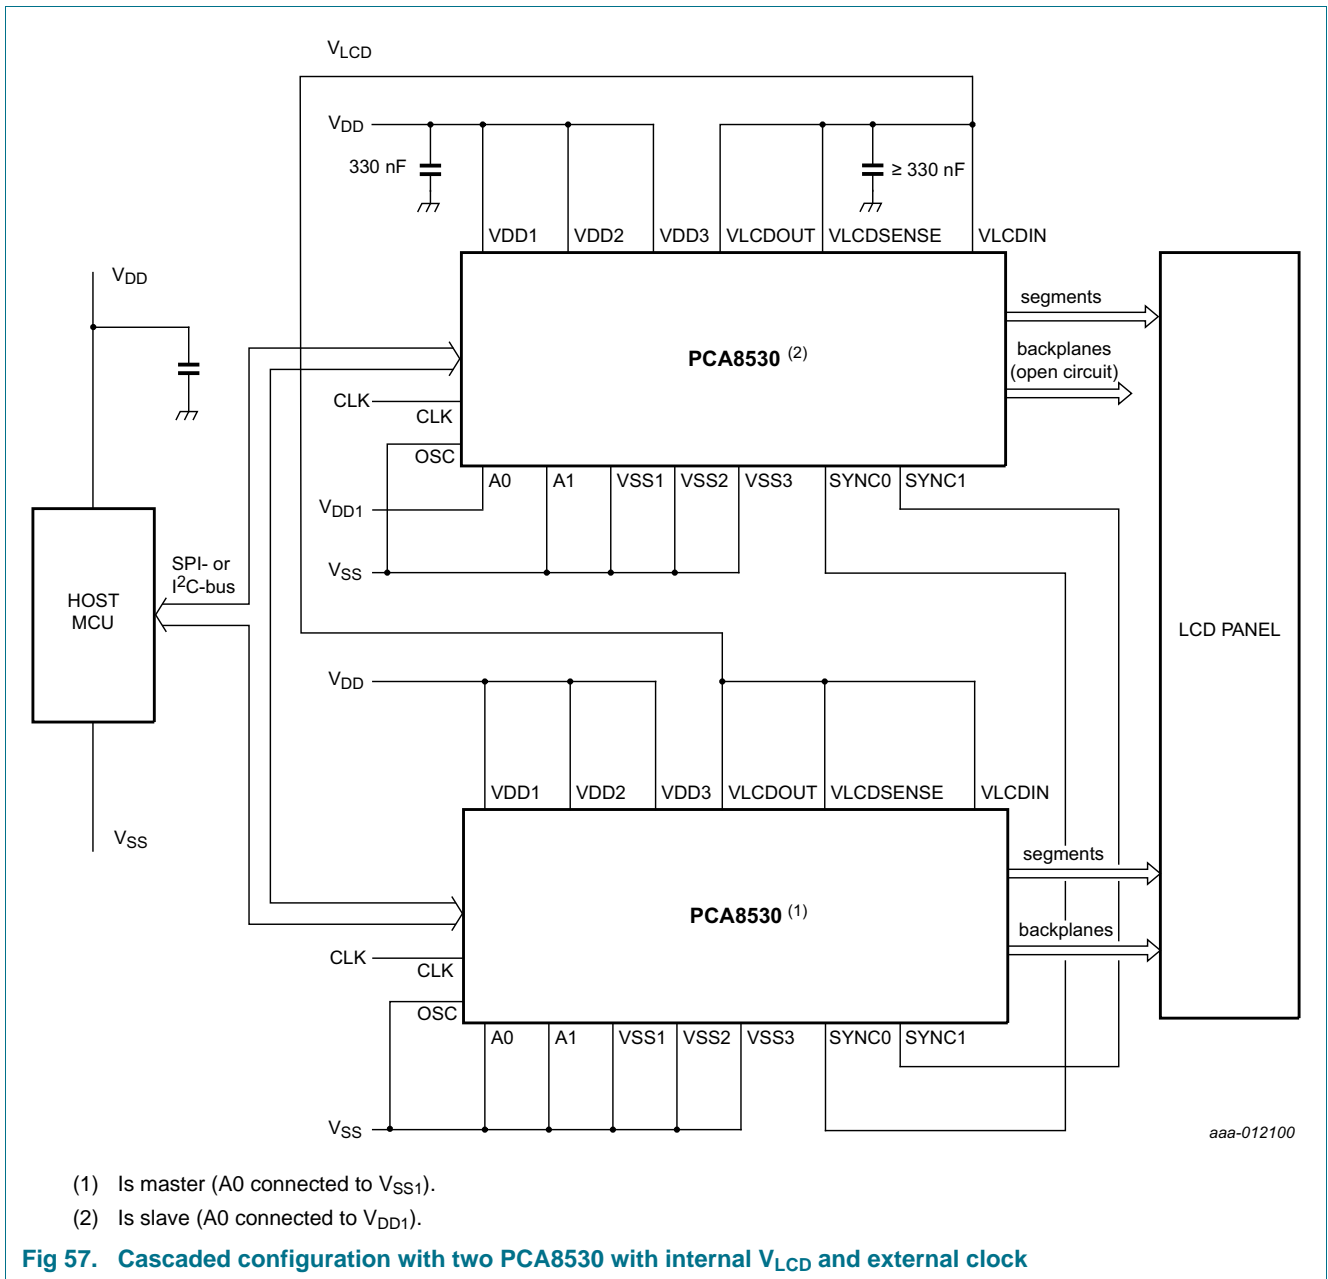 VLCD
VDD
330 nF
≥ 330 nF
VDD1 VDD2 VDD3 VLCDOUT VLCDSENSE VLCDIN
VDD
segments
PCA8530 (2)
backplanes
(open circuit)
CLK
CLK
OSC
A0 A1 VSS1 VSS2 VSS3 SYNC0 SYNC1
VDD1
VSS
SPI- or
I2C-bus
HOST
MCU
LCD PANEL
VDD
VDD1 VDD2 VDD3 VLCDOUT VLCDSENSE VLCDIN
VSS
segments
PCA8530 (1)
backplanes
CLK
CLK
OSC
A0 A1 VSS1 VSS2 VSS3 SYNC0 SYNC1
VSS
aaa-012100
(1) Is master (A0 connected to VSS1).
(2) Is slave (A0 connected to VDD1).
Fig 57. Cascaded configuration with two PCA8530 with internal VLCD and external clock